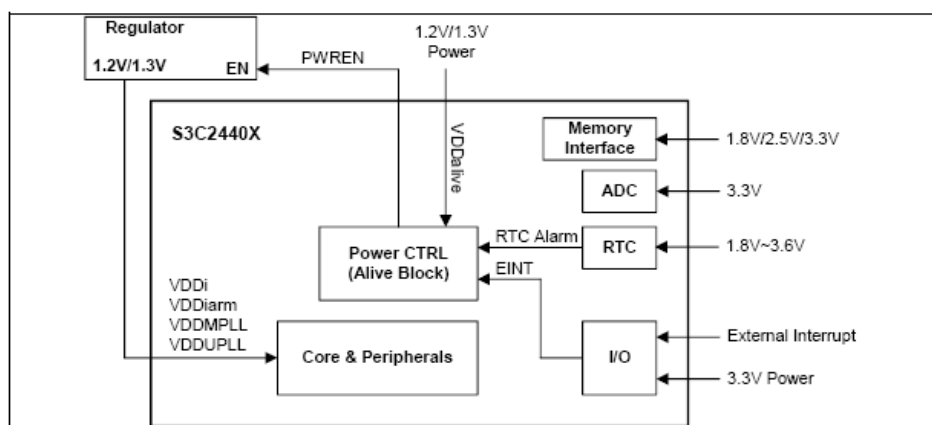 Regulator
1.2V/1.3V
EN
PWREN
1.2V/1.3V
Power
S3C2440X
VDDalive
Memory
Interface
1.8V/2.5V/3.3V
ADC
3.3V
Power CTRL
(Alive Block)
RTC Alarm
RTC
1.8V~3.6V
EINT
VDDi
VDDiarm
VDDMPLL
VDDUPLL
Core & Peripherals
I/O
External Interrupt
3.3V Power